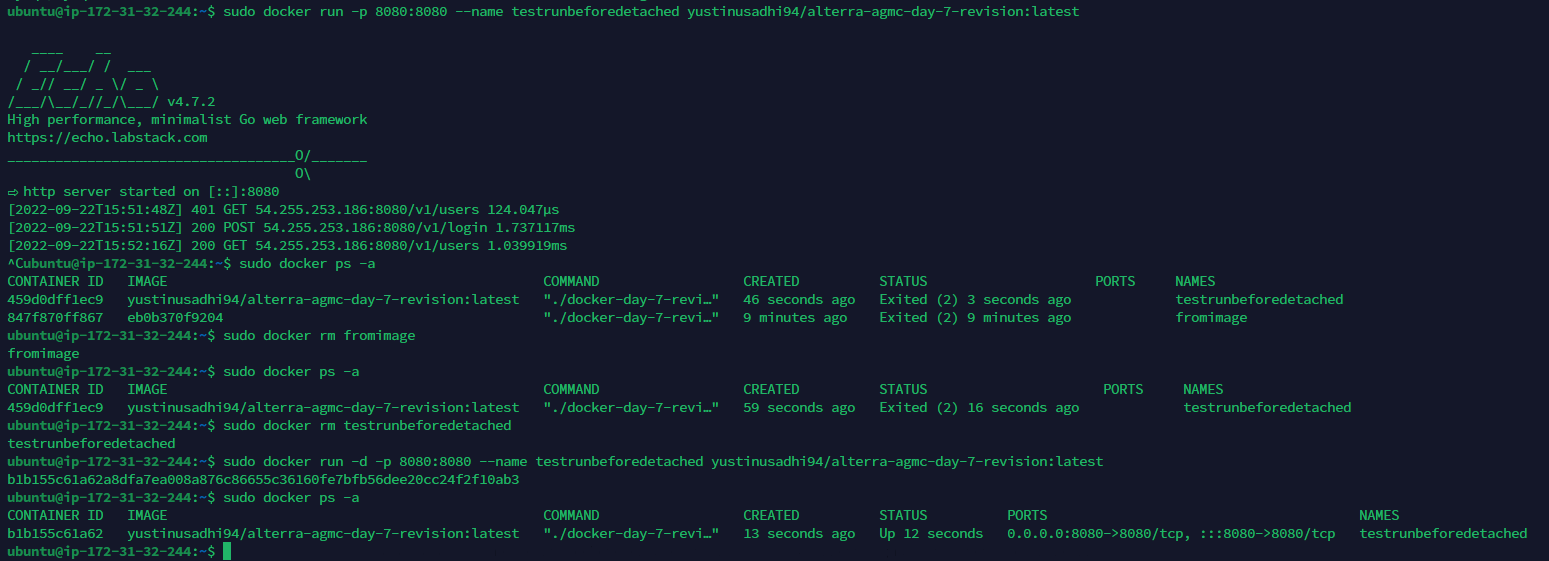 ubuntu@ip-172-31-32-244:~$ sudo docker run -p 8080:8080 --name testrunbeforedetached yustinusadhi94/alterra-agmc-day-7-revision:latest

   ____    __
  / __/___/ /  ___
 / _// __/ _ \/ _ \
/___/\__/_//_/\___/ v4.7.2
High performance, minimalist Go web framework
https://echo.labstack.com
____________________________________O/_______
                                    O\
⇨ http server started on [::]:8080
[2022-09-22T15:51:48Z] 401 GET 54.255.253.186:8080/v1/users 124.047µs
[2022-09-22T15:51:51Z] 200 POST 54.255.253.186:8080/v1/login 1.737117ms
[2022-09-22T15:52:16Z] 200 GET 54.255.253.186:8080/v1/users 1.039919ms
^Cubuntu@ip-172-31-32-244:~$ sudo docker ps -a
CONTAINER ID   IMAGE                                               COMMAND                  CREATED          STATUS                     PORTS     NAMES
459d0dff1ec9   yustinusadhi94/alterra-agmc-day-7-revision:latest   "./docker-day-7-revi…"   46 seconds ago   Exited (2) 3 seconds ago             testrunbeforedetached
847f870ff867   eb0b370f9204                                        "./docker-day-7-revi…"   9 minutes ago    Exited (2) 9 minutes ago             fromimage
ubuntu@ip-172-31-32-244:~$ sudo docker rm fromimage
fromimage
ubuntu@ip-172-31-32-244:~$ sudo docker ps -a
CONTAINER ID   IMAGE                                               COMMAND                  CREATED          STATUS                      PORTS     NAMES
459d0dff1ec9   yustinusadhi94/alterra-agmc-day-7-revision:latest   "./docker-day-7-revi…"   59 seconds ago   Exited (2) 16 seconds ago             testrunbeforedetached
ubuntu@ip-172-31-32-244:~$ sudo docker rm testrunbeforedetached
testrunbeforedetached
ubuntu@ip-172-31-32-244:~$ sudo docker run -d -p 8080:8080 --name testrunbeforedetached yustinusadhi94/alterra-agmc-day-7-revision:latest
b1b155c61a62a8dfa7ea008a876c86655c36160fe7bfb56dee20cc24f2f10ab3
ubuntu@ip-172-31-32-244:~$ sudo docker ps -a
CONTAINER ID   IMAGE                                               COMMAND                  CREATED          STATUS          PORTS                                       NAMES
b1b155c61a62   yustinusadhi94/alterra-agmc-day-7-revision:latest   "./docker-day-7-revi…"   13 seconds ago   Up 12 seconds   0.0.0.0:8080->8080/tcp, :::8080->8080/tcp   testrunbeforedetached
ubuntu@ip-172-31-32-244:~$